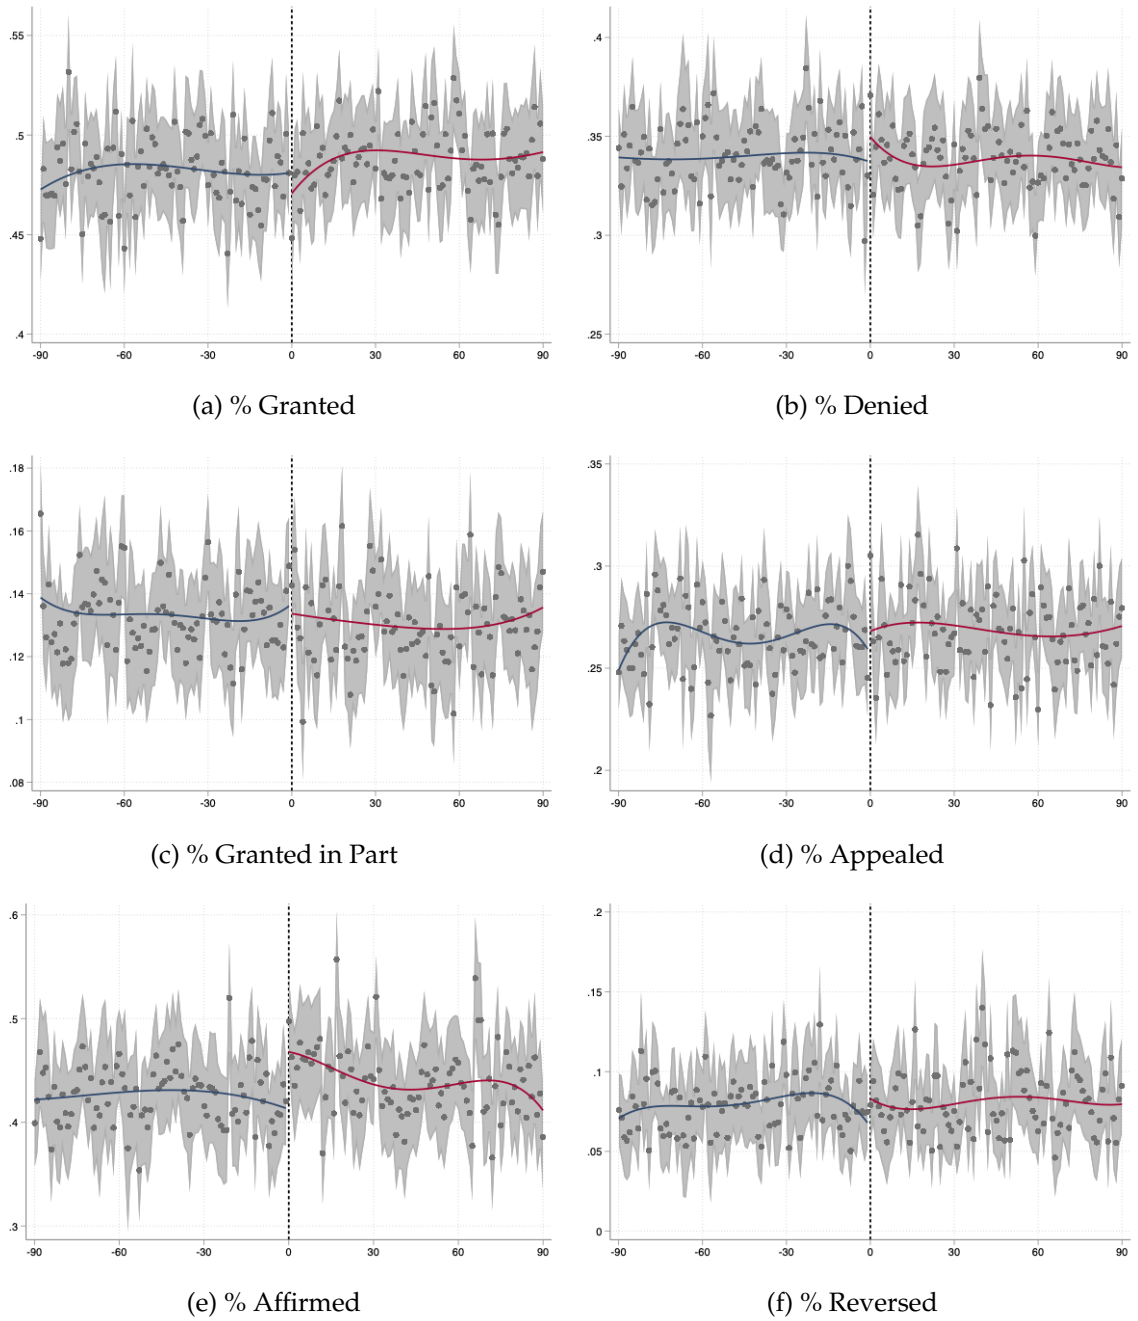 .55
.5
.45
.4
-90 -60 -30 0 30 60 90
(a) % Granted
.4
.35
.3
.25
-90 -60 -30 0 30 60 90
(b) % Denied
.18
.16
.14
.12
.1
.08
-90 -60 -30 0 30 60 90
(c) % Granted in Part
.35
.3
.25
.2
-90 -60 -30 0 30 60 90
(d) % Appealed
.6
.5
.4
.3
-90 -60 -30 0 30 60 90
(e) % Affirmed
.2
.15
.1
.05
0
-90 -60 -30 0 30 60 90
(f) % Reversed